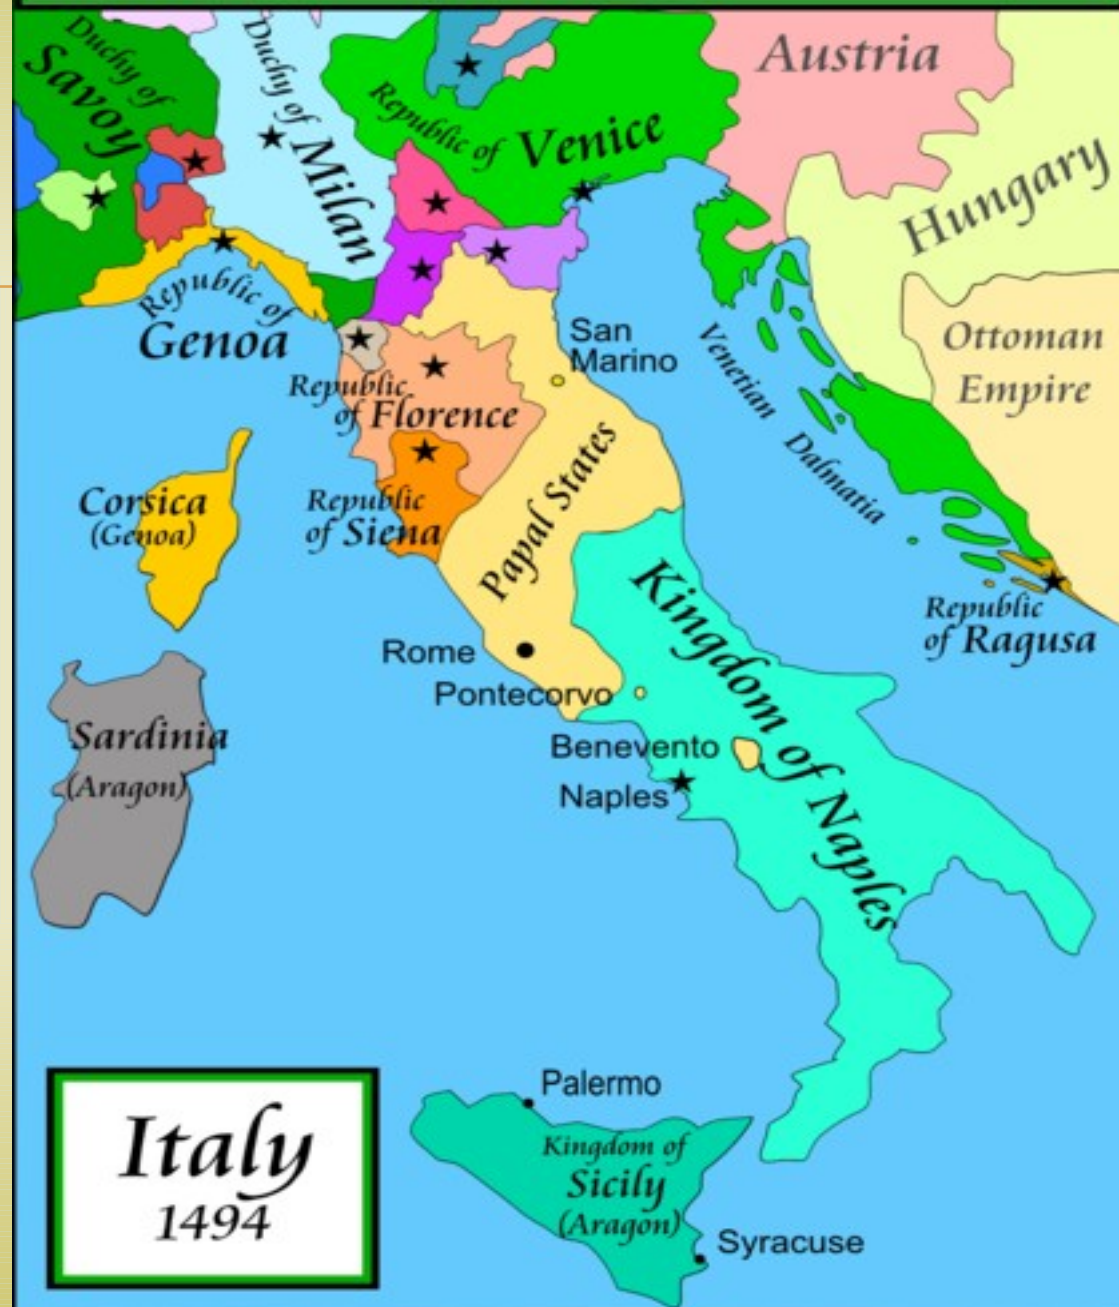 Duchy of
Savoy
Duchy of
Milan
Republic of Venice
Austria
Hungary
Republic of
Genoa
San
Marino
Ottoman
Empire
Republic
of Florence
Venetian Dalmatia
Corsica
(Genoa)
Republic
of Siena
Papal States
Kingdom of Naples
Republic
of Ragusa
Rome
Pontecorvo
Sardinia
(Aragon)
Benevento
Naples
Palermo
Kingdom of
Sicily
(Aragon)
Syracuse
Italy
1494